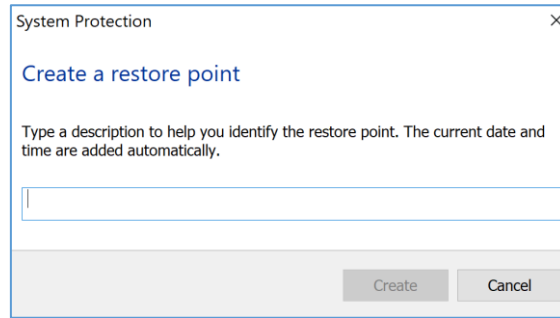 System Protection
Create a restore point
Type a description to help you identify the restore point. The current date and
time are added automatically.
Create
Cancel